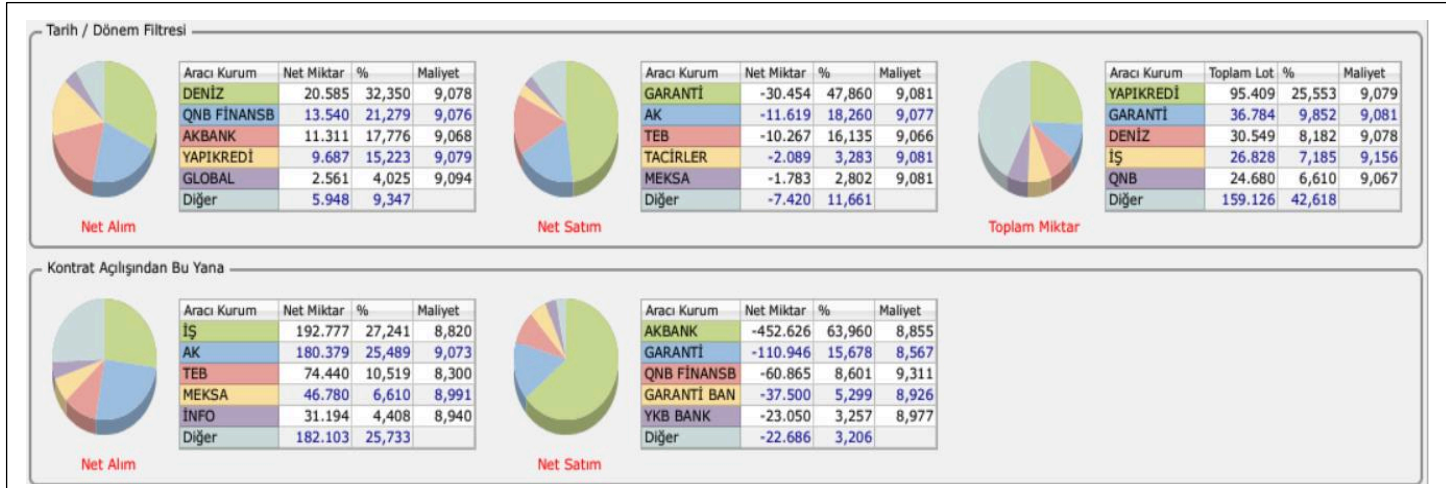 Tarih / Dönem Filtresi
Aracı Kurum Net Miktar % Maliyet
DENİZ 20.585 32,350 9,078
QNB FİNANSB 13.540 21,279 9,076
AKBANK 11.311 17,776 9,068
YAPIKREDİ 9.687 15,223 9,079
GLOBAL 2.561 4,025 9,094
Diğer 5.948 9,347
Net Alım
Aracı Kurum Net Miktar % Maliyet
GARANTİ -30.454 47,860 9,081
AK -11.619 18,260 9,077
TEB -10.267 16,135 9,066
TACİRLER -2.089 3,283 9,081
MEKSA -1.783 2,802 9,081
Diğer -7.420 11,661
Net Satım
Aracı Kurum Toplam Lot % Maliyet
YAPIKREDİ 95.409 25,553 9,079
GARANTİ 36.784 9,852 9,081
DENİZ 30.549 8,182 9,078
İŞ 26.828 7,185 9,156
QNB 24.680 6,610 9,067
Diğer 159.126 42,618
Toplam Miktar
Kontrat Açılışından Bu Yana
Aracı Kurum Net Miktar % Maliyet
İŞ 192.777 27,241 8,820
AK 180.379 25,489 9,073
TEB 74.440 10,519 8,300
MEKSA 46.780 6,610 8,991
İNFO 31.194 4,408 8,940
Diğer 182.103 25,733
Net Alım
Aracı Kurum Net Miktar % Maliyet
AKBANK -452.626 63,960 8,855
GARANTİ -110.946 15,678 8,567
QNB FİNANSB -60.865 8,601 9,311
GARANTİ BAN -37.500 5,299 8,926
YKB BANK -23.050 3,257 8,977
Diğer -22.686 3,206
Net Satım